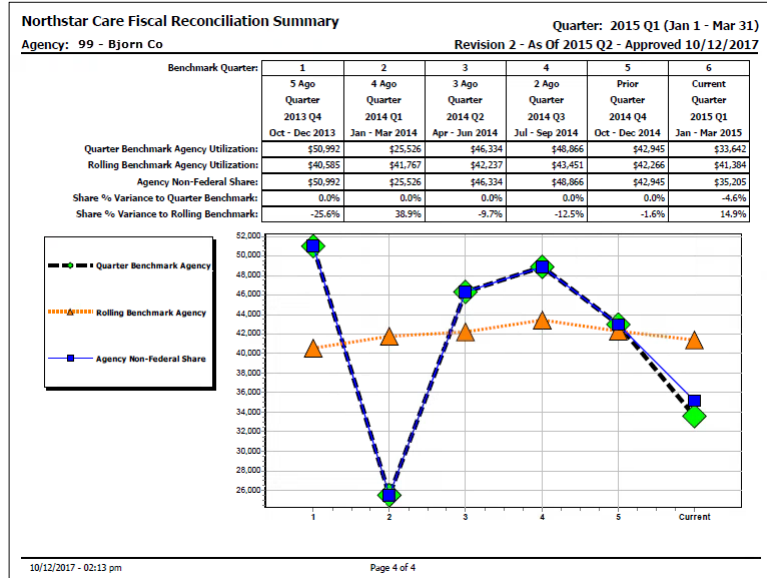 Northstar Care Fiscal Reconciliation Summary
Quarter: 2015 Q1 (Jan 1 - Mar 31)
Agency: 99 - Bjorn Co
Revision 2 - As Of 2015 Q2 - Approved 10/12/2017
Benchmark Quarter: 1 2 3 4 5 6
5 Ago 4 Ago 3 Ago 2 Ago Prior Current
Quarter Quarter Quarter Quarter Quarter Quarter
2013 Q4 2014 Q1 2014 Q2 2014 Q3 2014 Q4 2015 Q1
Oct - Dec 2013 Jan - Mar 2014 Apr - Jun 2014 Jul - Sep 2014 Oct - Dec 2014 Jan - Mar 2015
Quarter Benchmark Agency Utilization: $50,992 $25,526 $46,334 $48,866 $42,945 $33,642
Rolling Benchmark Agency Utilization: $40,585 $41,767 $42,237 $43,451 $42,266 $41,384
Agency Non-Federal Share: $50,992 $25,526 $46,334 $48,866 $42,945 $35,205
Share % Variance to Quarter Benchmark: 0.0% 0.0% 0.0% 0.0% 0.0% -4.6%
Share % Variance to Rolling Benchmark: -25.6% 38.9% -9.7% -12.5% -1.6% 14.9%
Quarter Benchmark Agency
Rolling Benchmark Agency
Agency Non-Federal Share
52,000
50,000
48,000
46,000
44,000
42,000
40,000
38,000
36,000
34,000
32,000
30,000
28,000
26,000
1 2 3 4 5 Current
10/12/2017 - 02:13 pm
Page 4 of 4